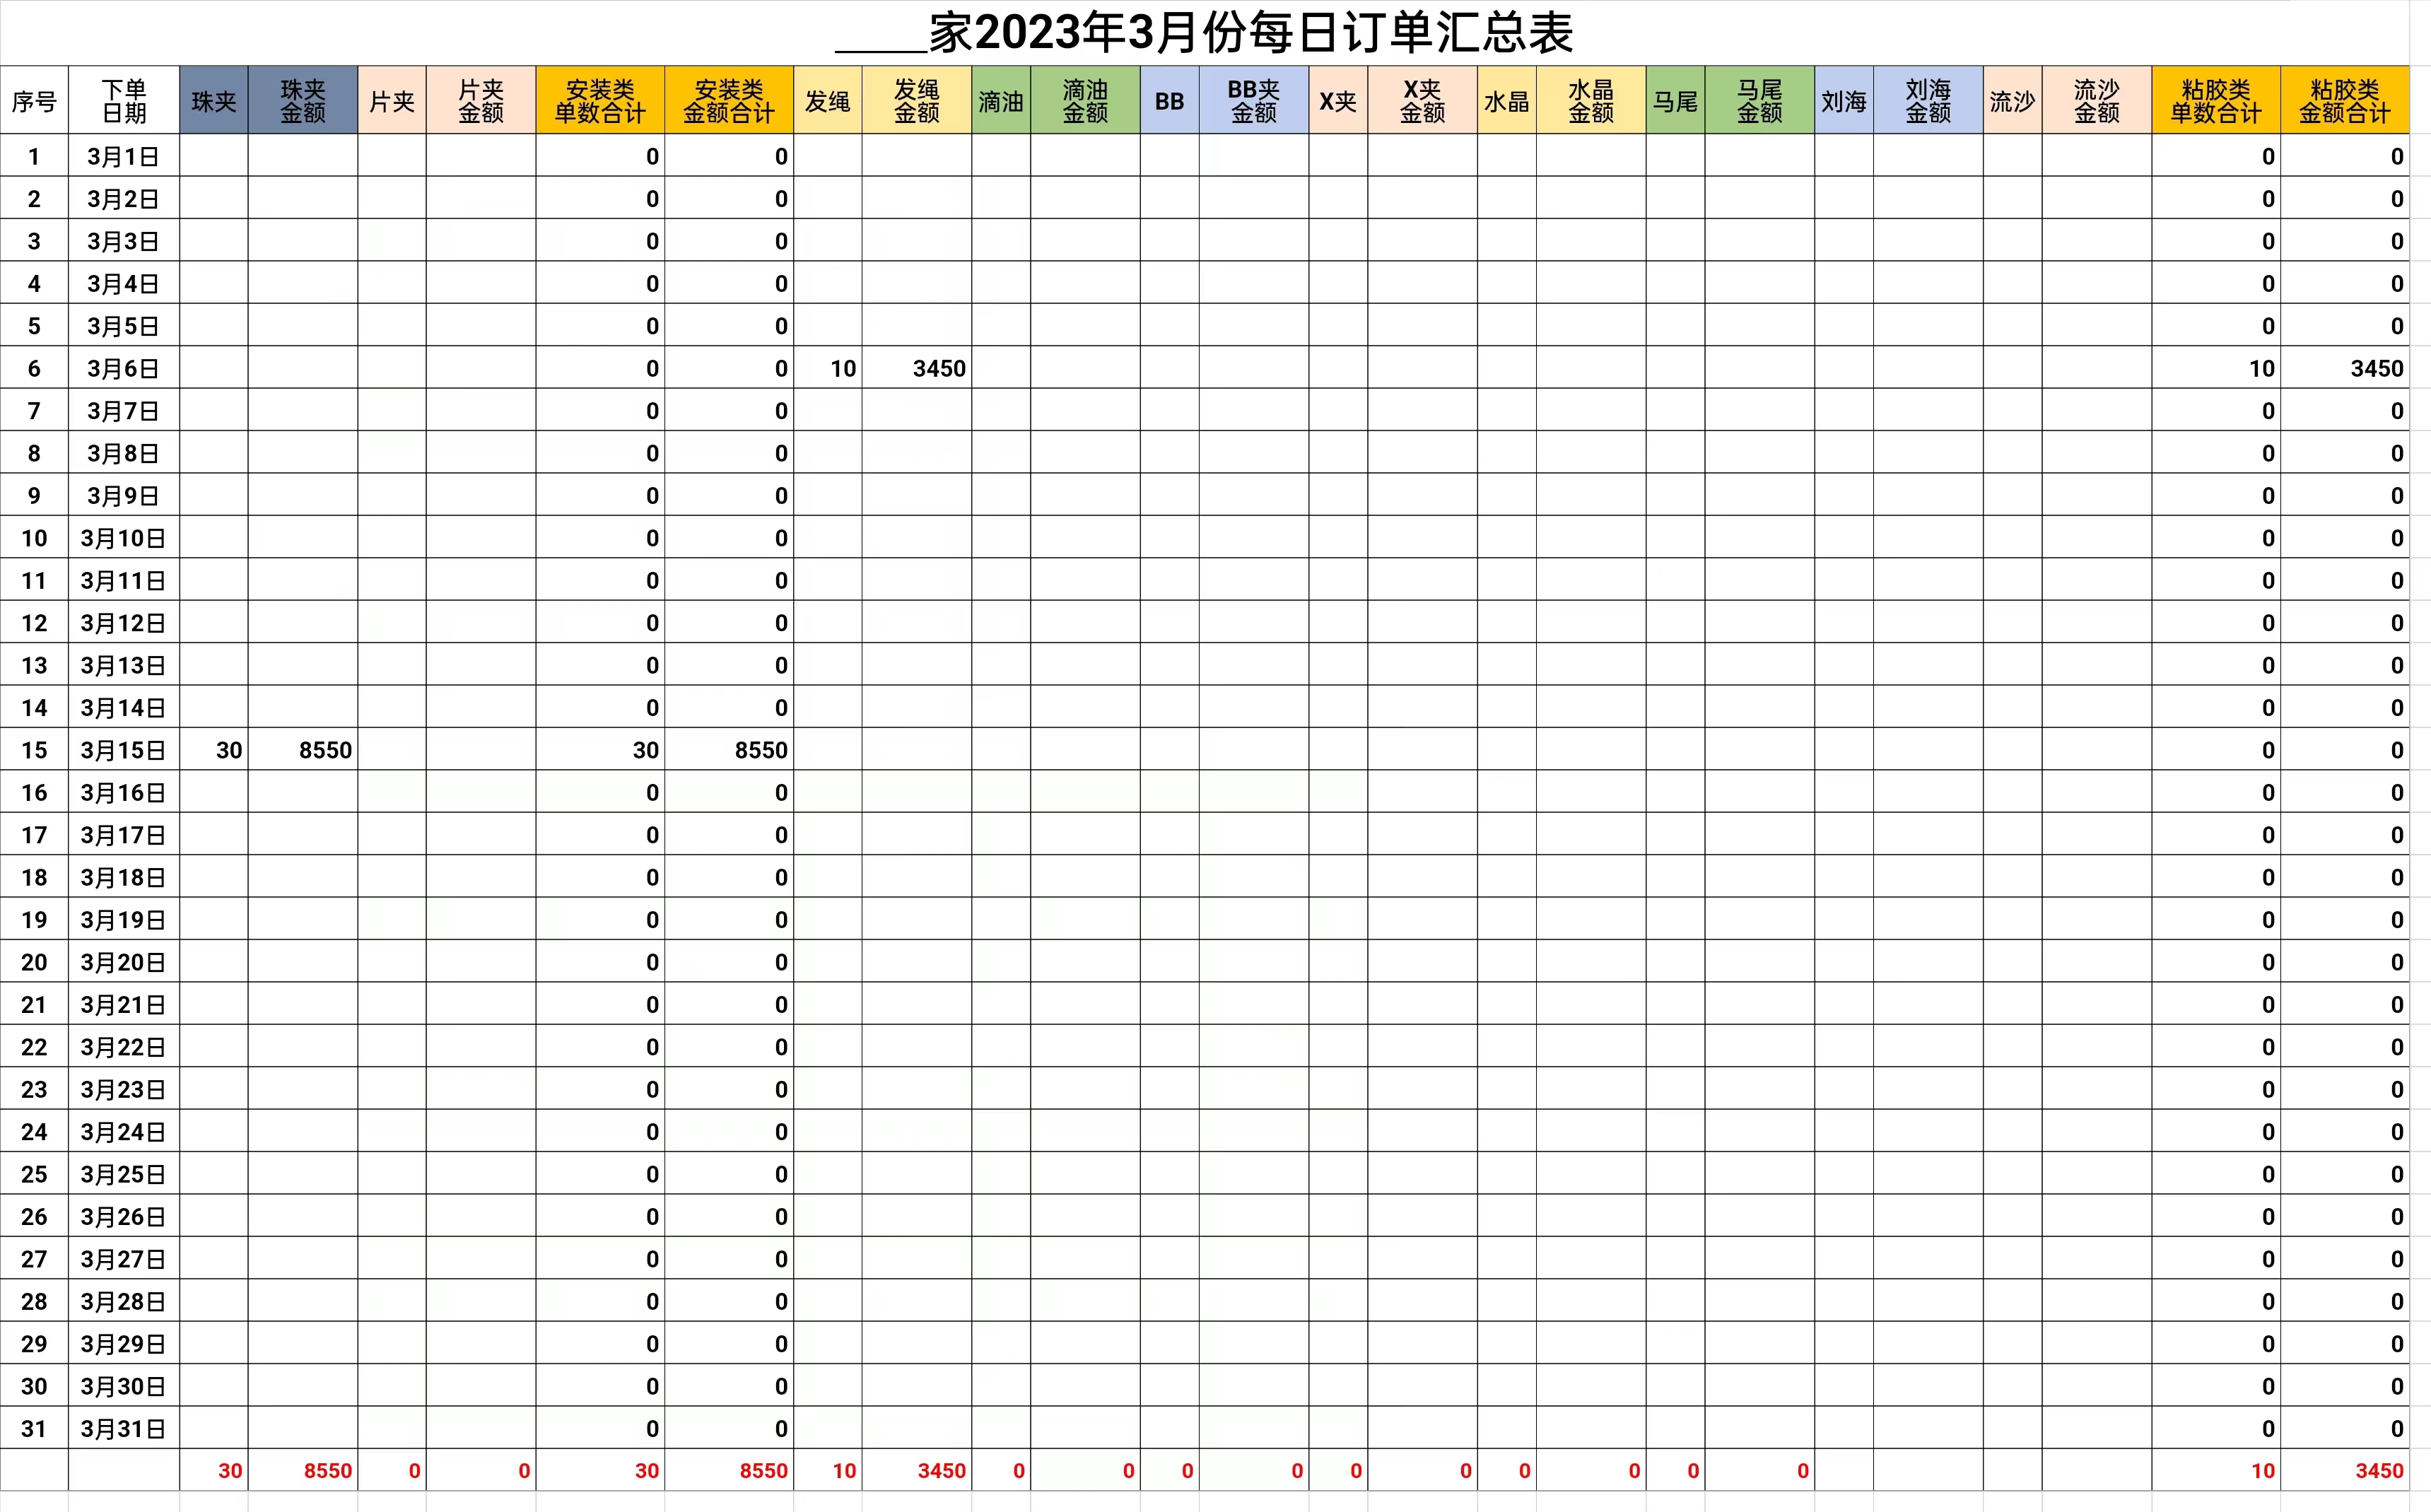 ____家2023年3月份每日订单汇总表
序号 下单日期 珠夹 珠夹金额 片夹 片夹金额 安装类单数合计 安装类金额合计 发绳 发绳金额 滴油 滴油金额 BB BB夹金额 X夹 X夹金额 水晶 水晶金额 马尾 马尾金额 刘海 刘海金额 流沙 流沙金额 粘胶类单数合计 粘胶类金额合计
1 3月1日 0 0 0 0
2 3月2日 0 0 0 0
3 3月3日 0 0 0 0
4 3月4日 0 0 0 0
5 3月5日 0 0 0 0
6 3月6日 0 0 10 3450 10 3450
7 3月7日 0 0 0 0
8 3月8日 0 0 0 0
9 3月9日 0 0 0 0
10 3月10日 0 0 0 0
11 3月11日 0 0 0 0
12 3月12日 0 0 0 0
13 3月13日 0 0 0 0
14 3月14日 0 0 0 0
15 3月15日 30 8550 30 8550 0 0
16 3月16日 0 0 0 0
17 3月17日 0 0 0 0
18 3月18日 0 0 0 0
19 3月19日 0 0 0 0
20 3月20日 0 0 0 0
21 3月21日 0 0 0 0
22 3月22日 0 0 0 0
23 3月23日 0 0 0 0
24 3月24日 0 0 0 0
25 3月25日 0 0 0 0
26 3月26日 0 0 0 0
27 3月27日 0 0 0 0
28 3月28日 0 0 0 0
29 3月29日 0 0 0 0
30 3月30日 0 0 0 0
31 3月31日 0 0 0 0
30 8550 0 0 30 8550 10 3450 0 0 0 0 0 0 0 0 0 0 10 3450